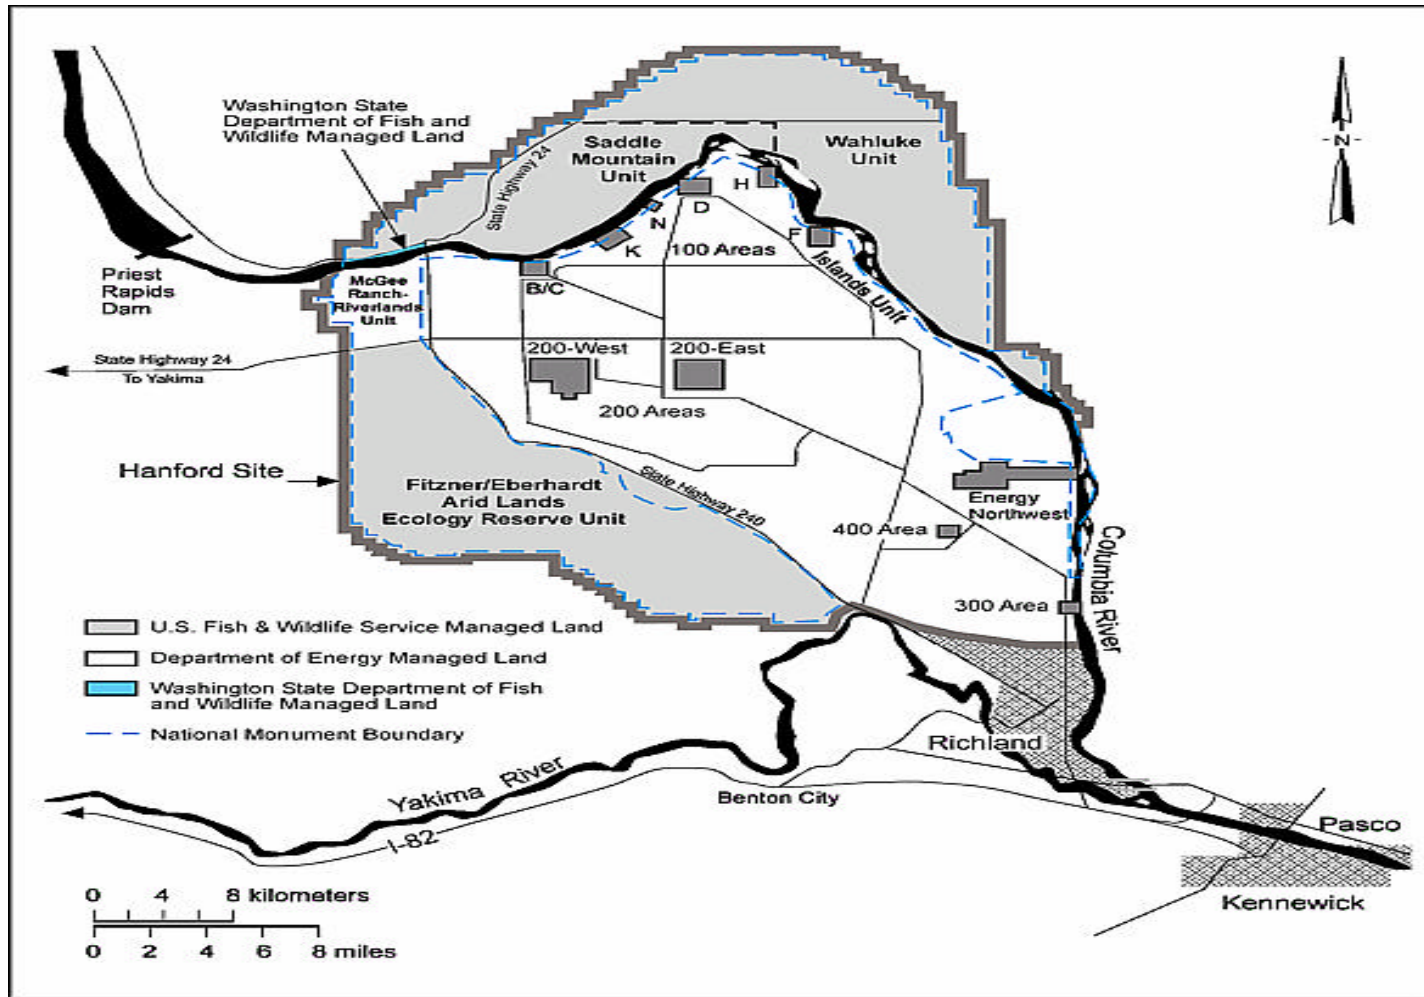 Washington State
Department of Fish and
Wildlife Managed Land
Saddle
Mountain
Unit
Wahluke
Unit
-N-
State Highway 24
H
D
N
K
F
100 Areas
B/C
Islands Unit
Priest
Rapids
Dam
McGee
Ranch-
Riverlands
Unit
State Highway 24
To Yakima
200-West
200-East
200 Areas
Hanford Site
Fitzner/Eberhardt
Arid Lands
Ecology Reserve Unit
State Highway 240
Energy
Northwest
400 Area
300 Area
Columbia River
U.S. Fish & Wildlife Service Managed Land
Department of Energy Managed Land
Washington State Department of Fish
and Wildlife Managed Land
National Monument Boundary
Richland
Yakima River
Benton City
I-82
Pasco
Kennewick
0 4 8 kilometers
0 2 4 6 8 miles